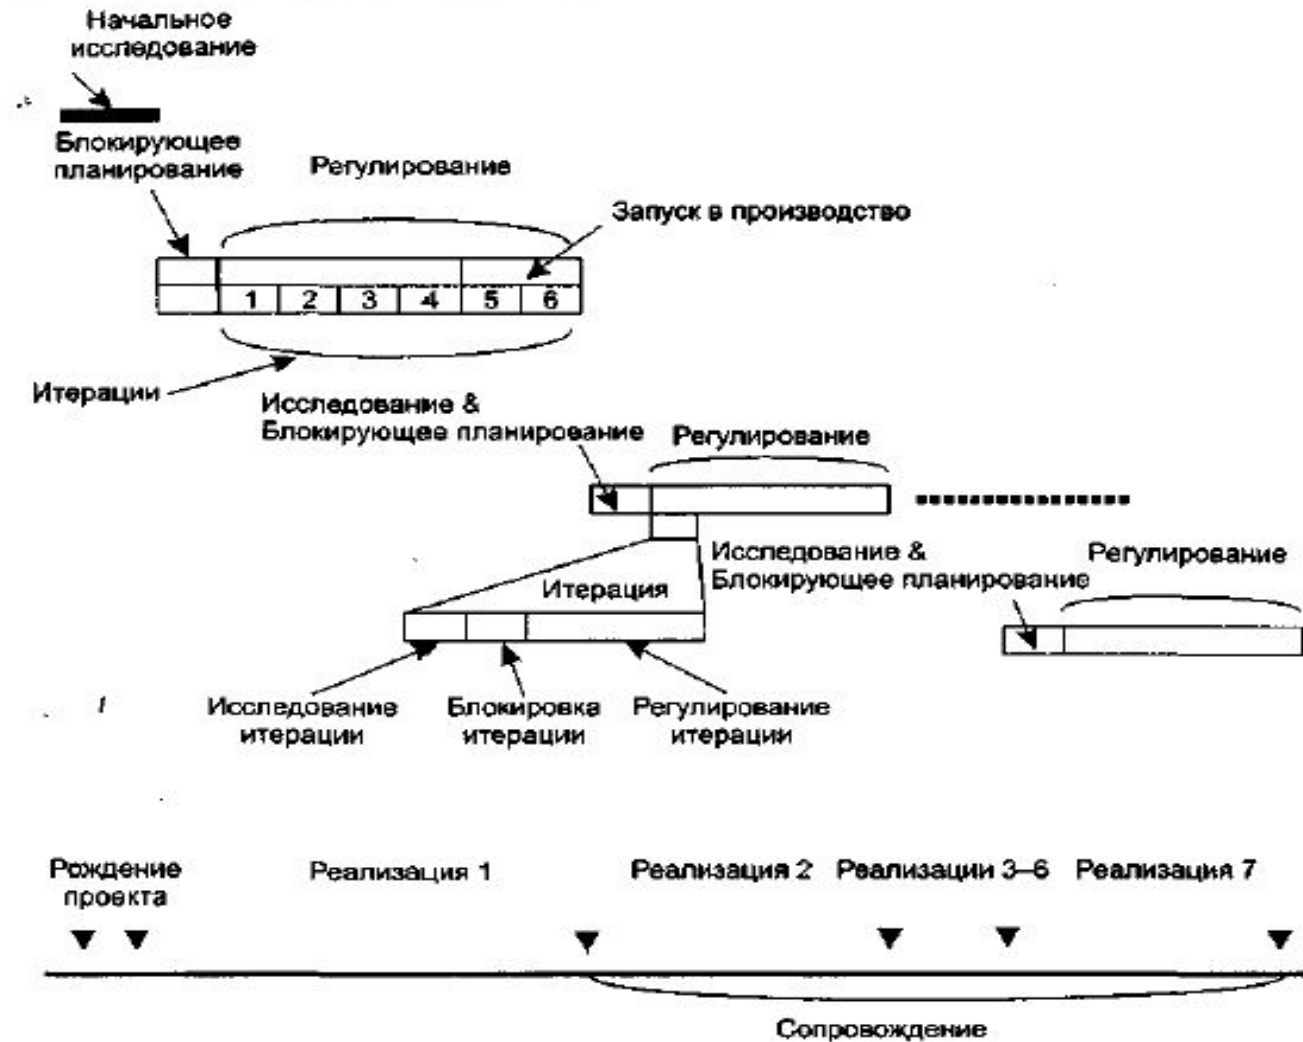 Начальное
исследование
Блокирующее
планирование
Регулирование
Запуск в производство
1 2 3 4 5 6
Итерации
Исследование &
Блокирующее планирование
Регулирование
Итерация
Исследование &
Блокирующее планирование
Регулирование
Исследование
итерации
Блокировка
итерации
Регулирование
итерации
Рождение
проекта
Реализация 1
Реализация 2
Реализации 3–6
Реализация 7
Сопровождение